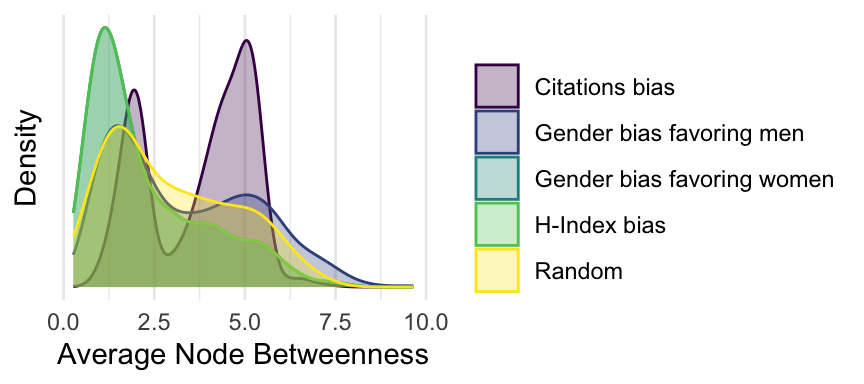 Density
0.0 2.5 5.0 7.5 10.0
Average Node Betweenness
Citations bias
Gender bias favoring men
Gender bias favoring women
H-Index bias
Random